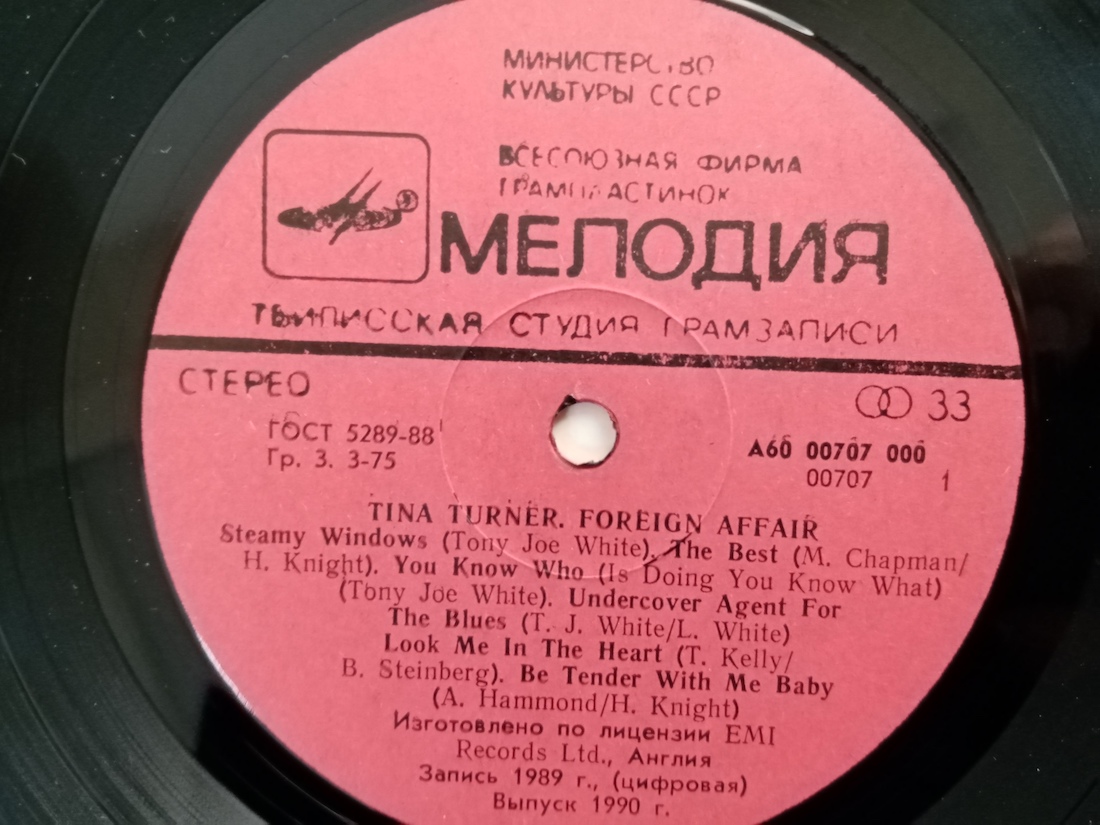 МИНИСТЕРСТВО
КУЛЬТУРЫ СССР
ВСЕСОЮЗНАЯ ФИРМА
ГРАМПЛАСТИНОК
МЕЛОДИЯ
ТБИЛИССКАЯ СТУДИЯ ГРАМЗАПИСИ
СТЕРЕО
33
ГОСТ 5289-88
Гр. 3. 3-75
А60 00707 000
00707 1
TINA TURNER. FOREIGN AFFAIR
Steamy Windows (Tony Joe White). The Best (M. Chapman/
H. Knight). You Know Who (Is Doing You Know What)
(Tony Joe White). Undercover Agent For
The Blues (T. J. White/L. White)
Look Me In The Heart (T. Kelly/
B. Steinberg). Be Tender With Me Baby
(A. Hammond/H. Knight)
Изготовлено по лицензии EMI
Records Ltd., Англия
Запись 1989 г., (цифровая)
Выпуск 1990 г.